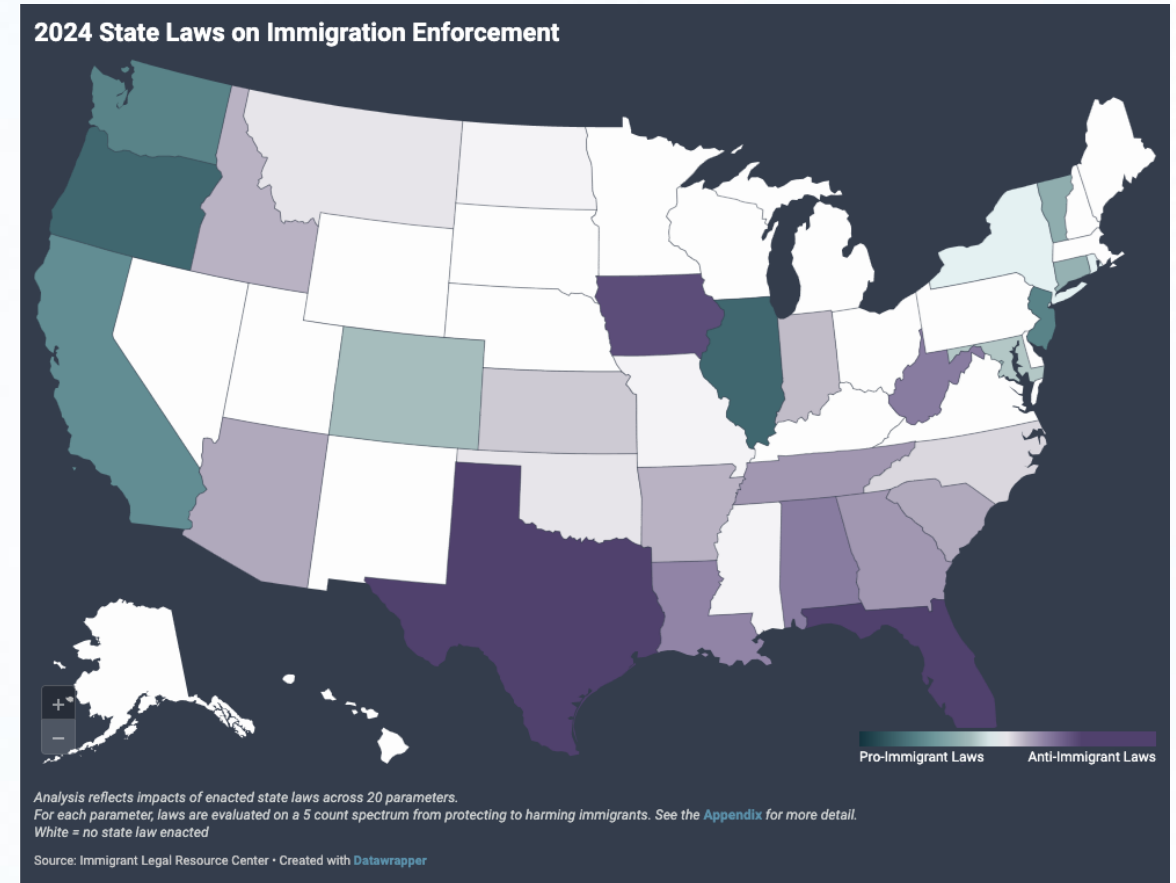 2024 State Laws on Immigration Enforcement
+
−
Pro-Immigrant Laws Anti-Immigrant Laws
Analysis reflects impacts of enacted state laws across 20 parameters.
For each parameter, laws are evaluated on a 5 count spectrum from protecting to harming immigrants. See the Appendix for more detail.
White = no state law enacted
Source: Immigrant Legal Resource Center • Created with Datawrapper